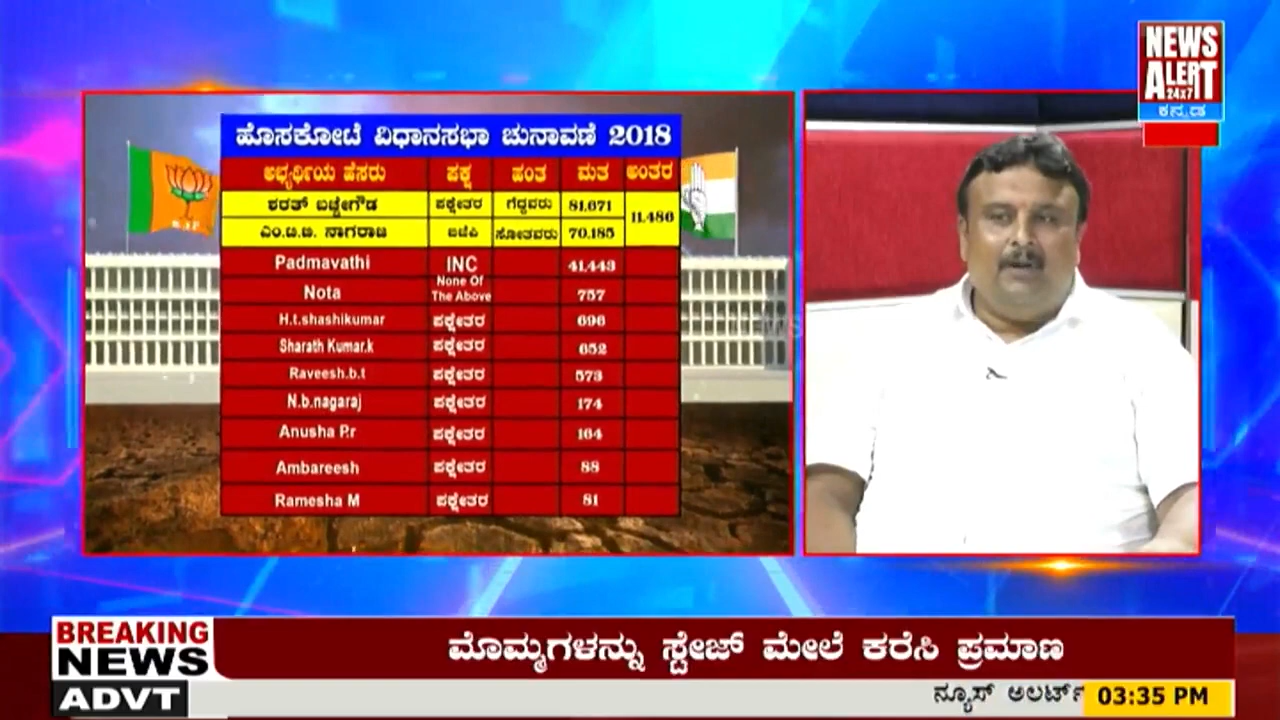 NEWS
ALERT
24x7
ಕನ್ನಡ
ಹೊಸಕೋಟೆ ವಿಧಾನಸಭಾ ಚುನಾವಣೆ 2018
ಅಭ್ಯರ್ಥಿಯ ಹೆಸರು ಪಕ್ಷ ಹಂತ ಮತ ಅಂತರ
ಶರತ್ ಬಚ್ಚೇಗೌಡ ಪಕ್ಷೇತರ ಗೆದ್ದವರು 81,671 11,486
ಎಂ.ಟಿ.ಬಿ. ನಾಗರಾಜ ಬಿಜೆಪಿ ಸೋತವರು 70,185
Padmavathi INC 41,443
Nota None Of The Above 757
H.t.shashikumar ಪಕ್ಷೇತರ 696
Sharath Kumar.k ಪಕ್ಷೇತರ 652
Raveesh.b.t ಪಕ್ಷೇತರ 573
N.b.nagaraj ಪಕ್ಷೇತರ 174
Anusha P.r ಪಕ್ಷೇತರ 164
Ambareesh ಪಕ್ಷೇತರ 88
Ramesha M ಪಕ್ಷೇತರ 81
BREAKING NEWS
ಮೊಮ್ಮಗಳನ್ನು ಸ್ಟೇಜ್ ಮೇಲೆ ಕರೆಸಿ ಪ್ರಮಾಣ
ADVT
ನ್ಯೂಸ್ ಅಲರ್ಟ್
03:35 PM